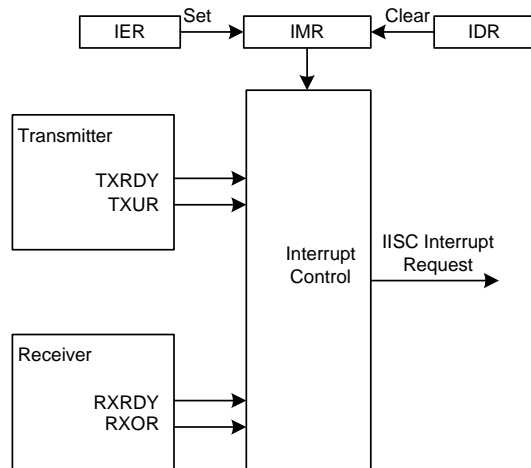 IER
Set
IMR
Clear
IDR
Transmitter
TXRDY
TXUR
Interrupt
Control
IISC Interrupt
Request
Receiver
RXRDY
RXOR